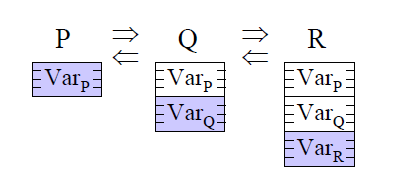 P ⇒ Q ⇒ R
⇐ ⇐
Var_P Var_P Var_P
Var_Q Var_Q
Var_R